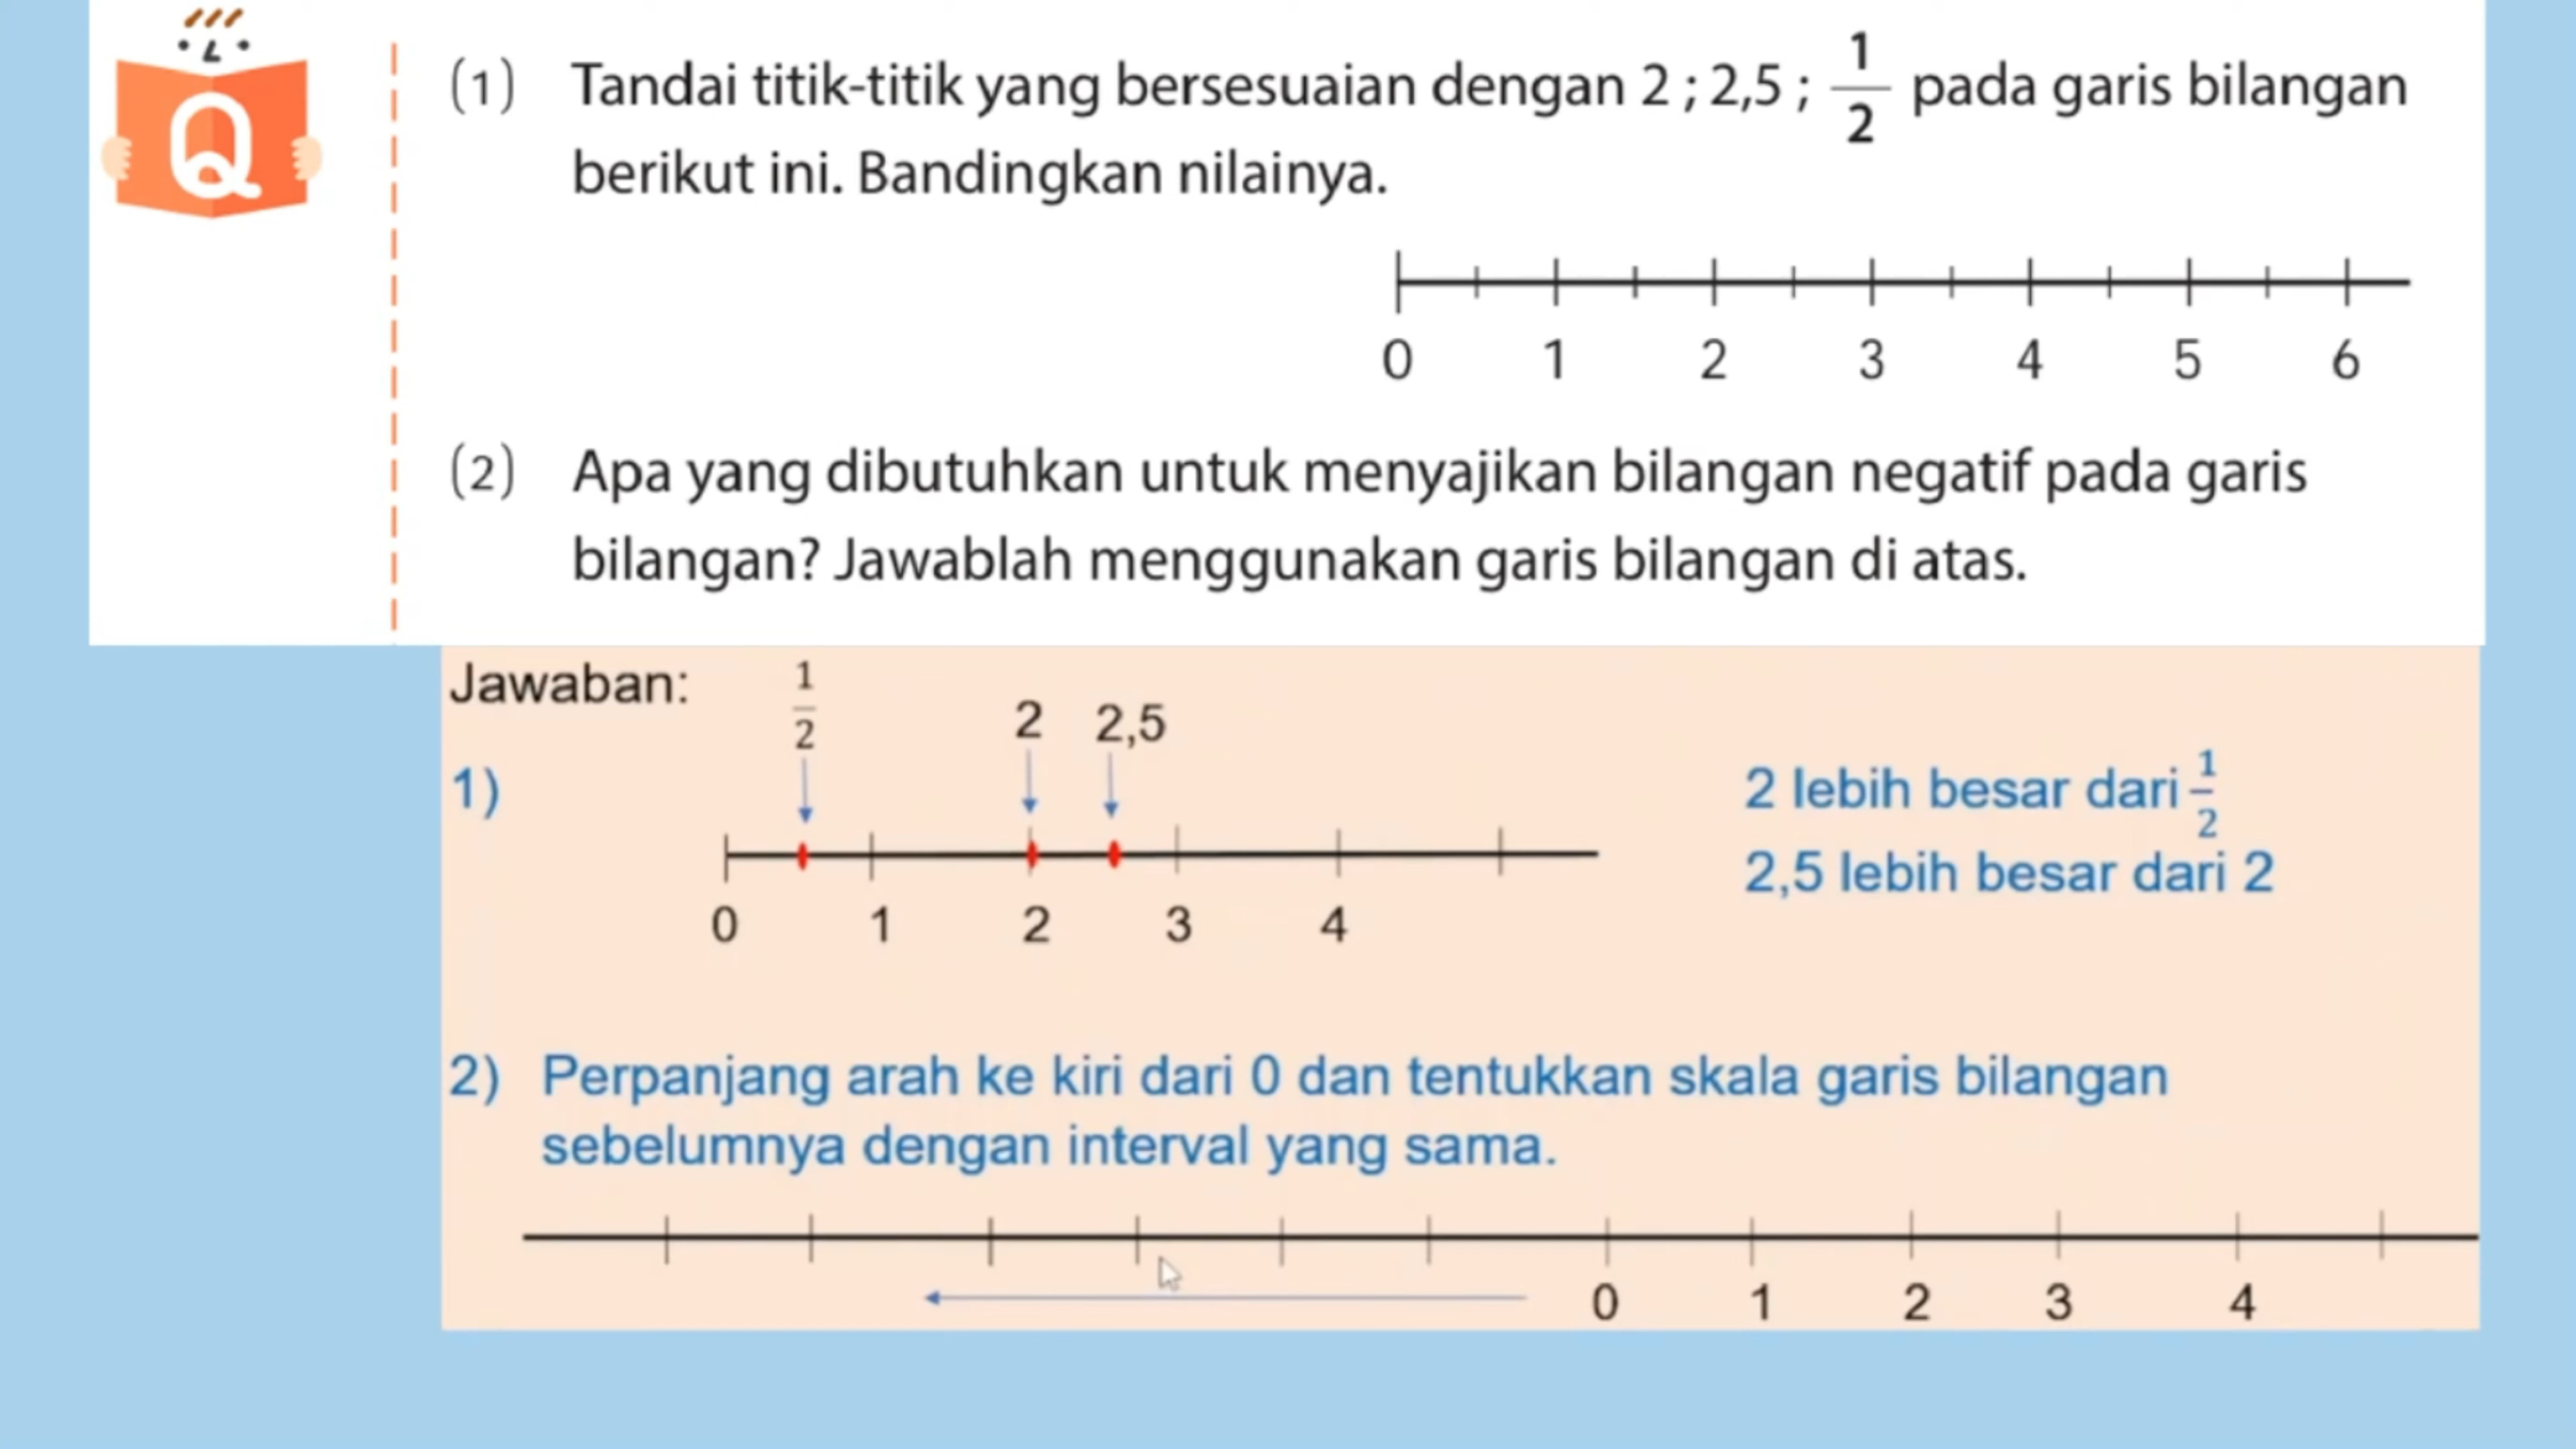 Q
(1) Tandai titik-titik yang bersesuaian dengan 2 ; 2,5 ; 1/2 pada garis bilangan
berikut ini. Bandingkan nilainya.
0 1 2 3 4 5 6
(2) Apa yang dibutuhkan untuk menyajikan bilangan negatif pada garis
bilangan? Jawablah menggunakan garis bilangan di atas.
Jawaban:
1/2 2 2,5
1)
0 1 2 3 4
2 lebih besar dari 1/2
2,5 lebih besar dari 2
2) Perpanjang arah ke kiri dari 0 dan tentukkan skala garis bilangan
sebelumnya dengan interval yang sama.
0 1 2 3 4